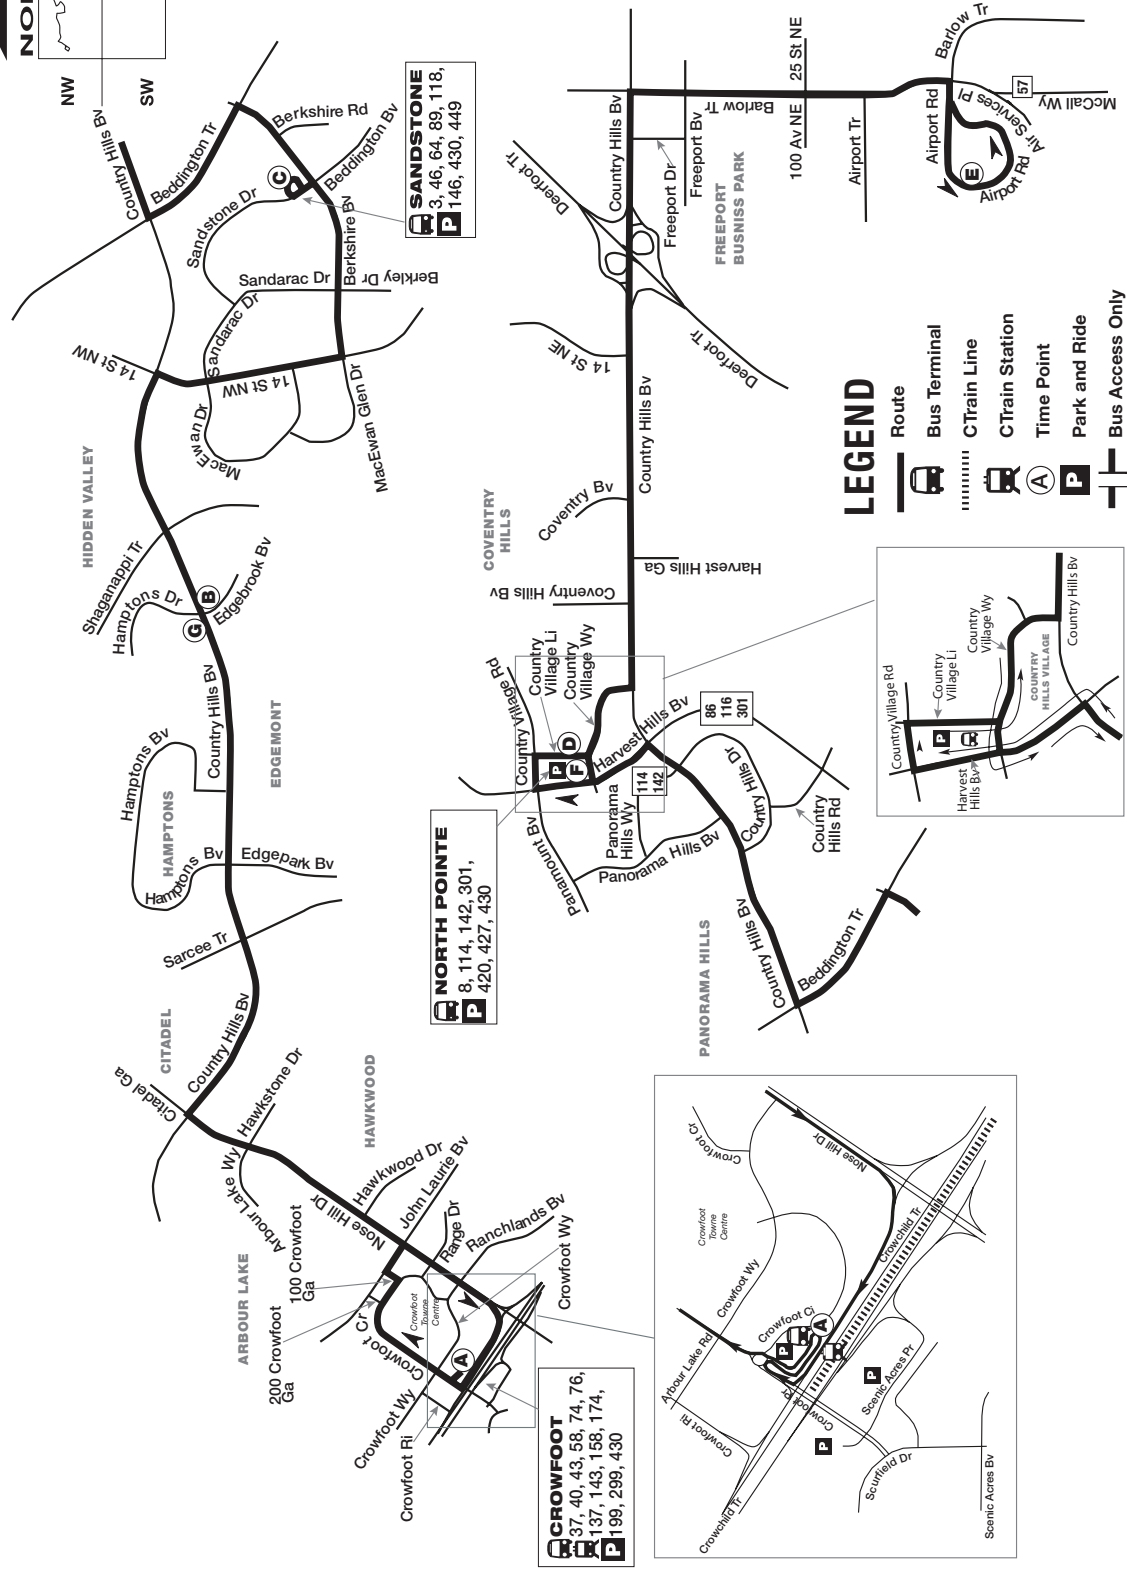 NOR
NW
SW
Country Hills Bv
Country Hills Bv
Beddington Tr
Berkshire Rd
Beddington Bv
C
Sandstone Dr
Sandarac Dr
Berkshire Bv
Berkley Dr
Sandarac Dr
14 St NW
14 St NW
MacEwan Dr
MacEwan Glen Dr
SANDSTONE
3, 46, 64, 89, 118,
P
146, 430, 449
HIDDEN VALLEY
Shaganappi Tr
Hamptons Dr
G
B
Edgebrook Bv
Country Hills Bv
EDGEMONT
Hamptons Bv
HAMPTONS
Hamptons Bv
Edgepark Bv
Sarcee Tr
CITADEL
Country Hills Bv
Citadel Ga
Hawkstone Dr
Arbour Lake Wy
HAWKWOOD
Hawkwood Dr
John Laurie Bv
Nose Hill Dr
ARBOUR LAKE
100 Crowfoot
Ga
200 Crowfoot
Ga
Range Dr
Ranchlands Bv
Crowfoot Wy
Crowfoot Cr
Crowfoot
Towne
Centre
A
Crowfoot Wy
Crowfoot Ri
CROWFOOT
37, 40, 43, 58, 74, 76,
137, 143, 158, 174,
P
199, 299, 430
Deerfoot Tr
Country Hills Bv
Barlow Tr
100 Av NE
25 St NE
Barlow Tr
Freeport Dr
Freeport Bv
FREEPORT
BUSNISS PARK
Airport Tr
Airport Rd
Air Services Pl
57
McCall Wy
E
Airport Rd
Deerfoot Tr
14 St NE
Country Hills Bv
Coventry Bv
COVENTRY
HILLS
Harvest Hills Ga
Coventry Hills Bv
Country Village Rd
Country
Village Li
Country
Village Wy
D
P
F
Harvest Hills Bv
86
116
301
114
142
Panorama
Hills Wy
Panamount Bv
Panorama Hills Bv
Country Hills Dr
Country
Hills Rd
NORTH POINTE
8, 114, 142, 301,
P
420, 427, 430
PANORAMA HILLS
Country Hills Bv
Beddington Tr
LEGEND
Route
Bus Terminal
CTrain Line
CTrain Station
A
Time Point
P
Park and Ride
Bus Access Only
Country Village Rd
Country
Village Li
Country
Village Wy
P
COUNTRY
HILLS VILLAGE
Harvest
Hills Bv
Country Hills Bv
Crowfoot Cr
Nose Hill Dr
Crowfoot
Towne
Centre
Crowchild Tr
Crowfoot Wy
Crowfoot Ci
A
P
Arbour Lake Rd
Crowfoot Ri
Crowfoot Pl
P
P
Scenic Acres Pr
Scurfield Dr
Crowchild Tr
Scenic Acres Bv